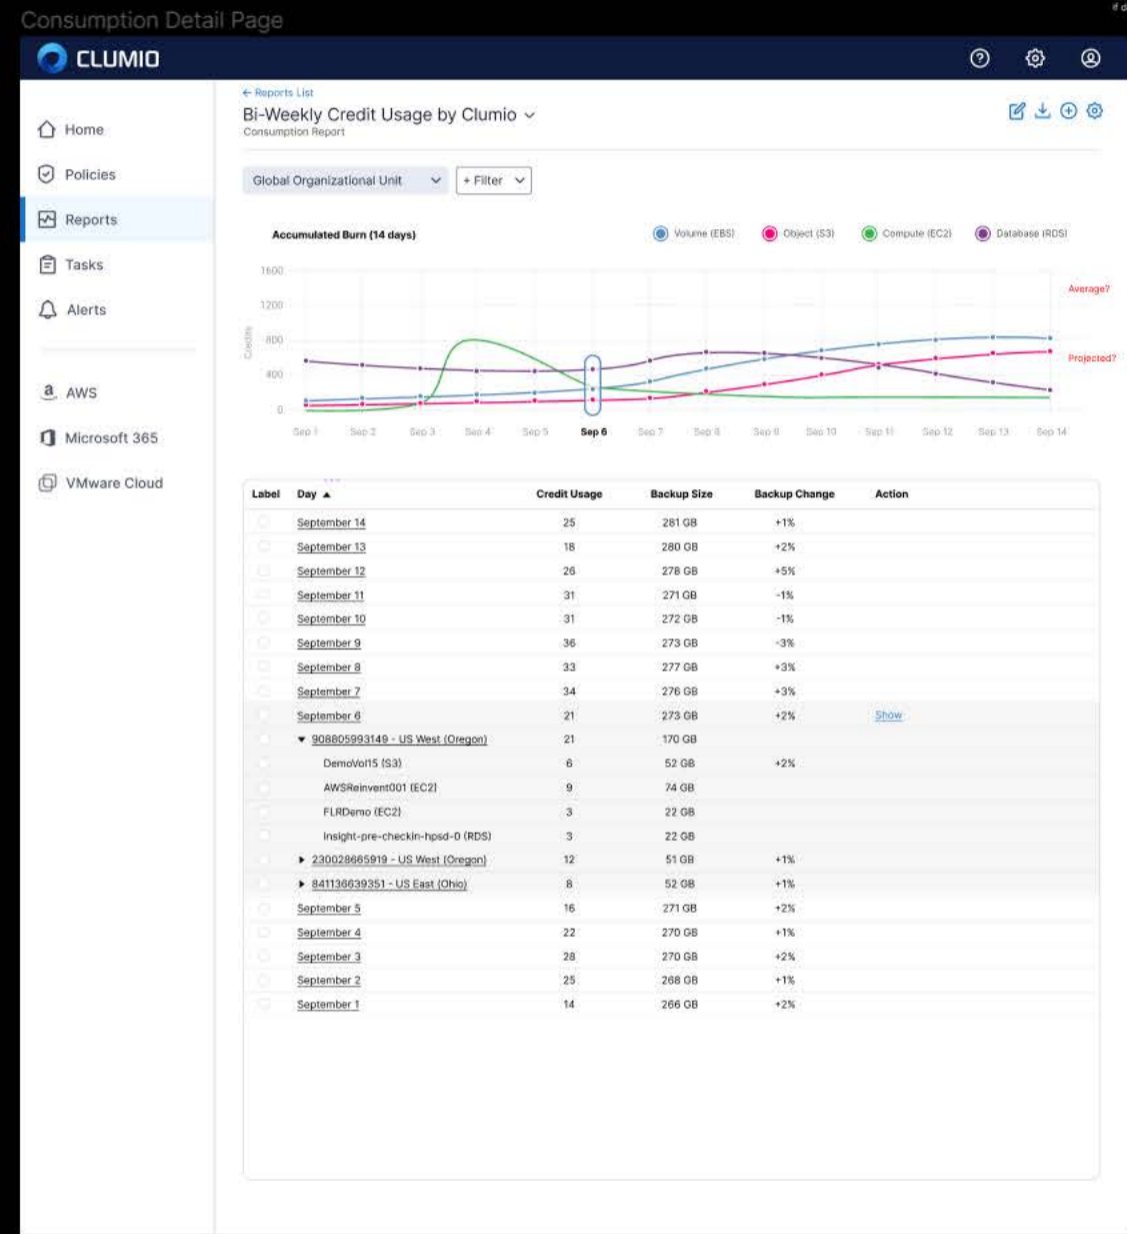 Consumption Detail Page
if d
CLUMIO
← Reports List
Bi-Weekly Credit Usage by Clumio
Consumption Report
Home
Policies
Reports
Tasks
Alerts
AWS
Microsoft 365
VMware Cloud
Global Organizational Unit
+ Filter
Accumulated Burn (14 days)
Volume (EBS) Object (S3) Compute (EC2) Database (RDS)
Credits
1600
1200
800
400
0
Average?
Projected?
Sep 1 Sep 2 Sep 3 Sep 4 Sep 5 Sep 6 Sep 7 Sep 8 Sep 9 Sep 10 Sep 11 Sep 12 Sep 13 Sep 14
Label Day ▲ Credit Usage Backup Size Backup Change Action
September 14 25 281 GB +1%
September 13 18 280 GB +2%
September 12 26 278 GB +5%
September 11 31 271 GB -1%
September 10 31 272 GB -1%
September 9 36 273 GB -3%
September 8 33 277 GB +3%
September 7 34 276 GB +3%
September 6 21 273 GB +2% Show
▼ 908805993149 - US West (Oregon) 21 170 GB
DemoVol15 (S3) 6 52 GB +2%
AWSReinvent001 (EC2) 9 74 GB
FLRDemo (EC2) 3 22 GB
Insight-pre-checkin-hpsd-0 (RDS) 3 22 GB
▶ 230028665919 - US West (Oregon) 12 51 GB +1%
▶ 841136639351 - US East (Ohio) 8 52 GB +1%
September 5 16 271 GB +2%
September 4 22 270 GB +1%
September 3 28 270 GB +2%
September 2 25 268 GB +1%
September 1 14 266 GB +2%